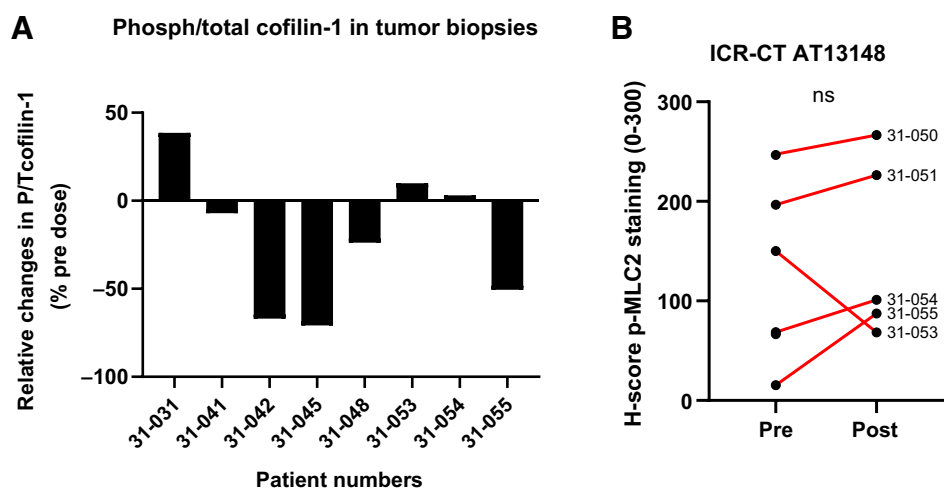 A
Phosph/total cofilin-1 in tumor biopsies
Relative changes in P/Tcofilin-1
(% pre dose)
50
0
−50
−100
31-031
31-041
31-042
31-045
31-048
31-053
31-054
31-055
Patient numbers
B
ICR-CT AT13148
ns
H-score p-MLC2 staining (0-300)
300
200
100
0
31-050
31-051
31-054
31-055
31-053
Pre
Post